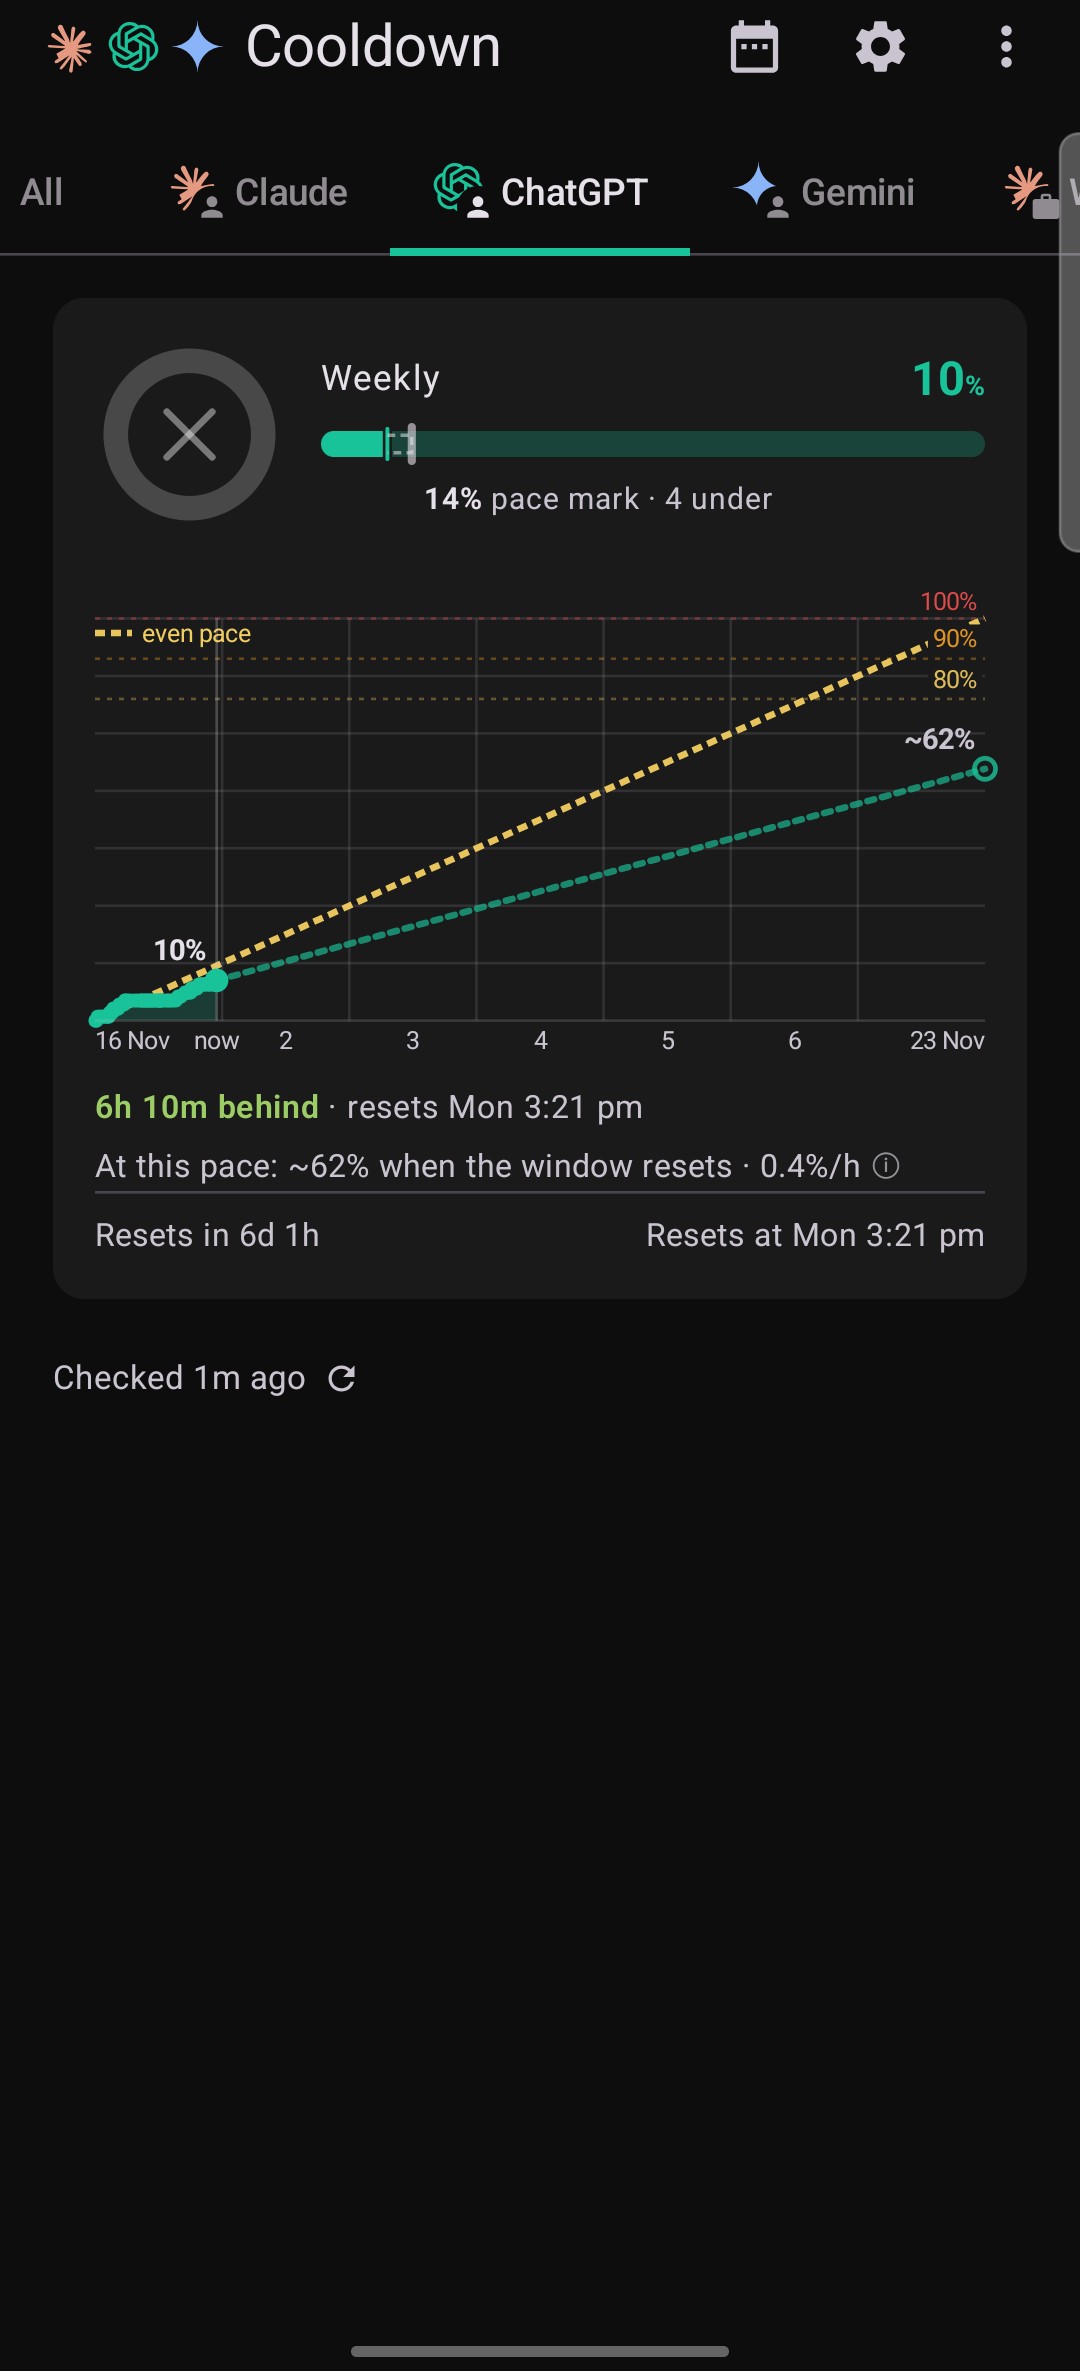 Cooldown
All Claude ChatGPT Gemini
Weekly 10%
14% pace mark · 4 under
100%
even pace
90%
80%
~62%
10%
16 Nov now 2 3 4 5 6 23 Nov
6h 10m behind · resets Mon 3:21 pm
At this pace: ~62% when the window resets · 0.4%/h
Resets in 6d 1h Resets at Mon 3:21 pm
Checked 1m ago